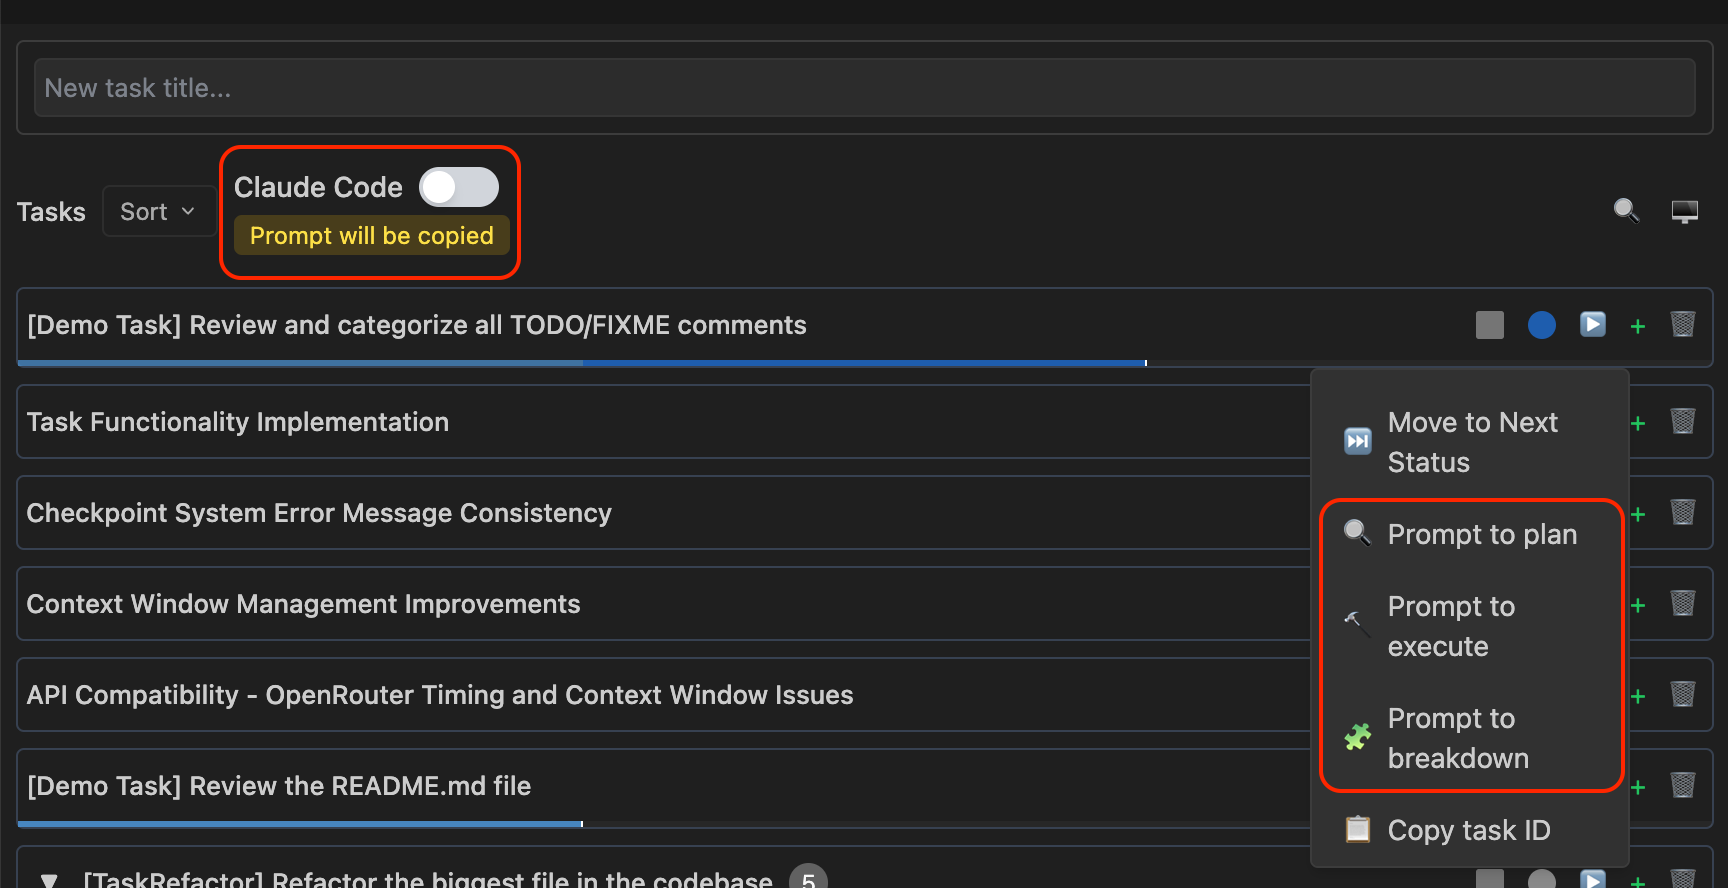 New task title...
Tasks
Sort
Claude Code
Prompt will be copied
[Demo Task] Review and categorize all TODO/FIXME comments
Task Functionality Implementation
Checkpoint System Error Message Consistency
Context Window Management Improvements
API Compatibility - OpenRouter Timing and Context Window Issues
[Demo Task] Review the README.md file
[TaskRefactor] Refactor the biggest file in the codebase 5
Move to Next
Status
Prompt to plan
Prompt to
execute
Prompt to
breakdown
Copy task ID